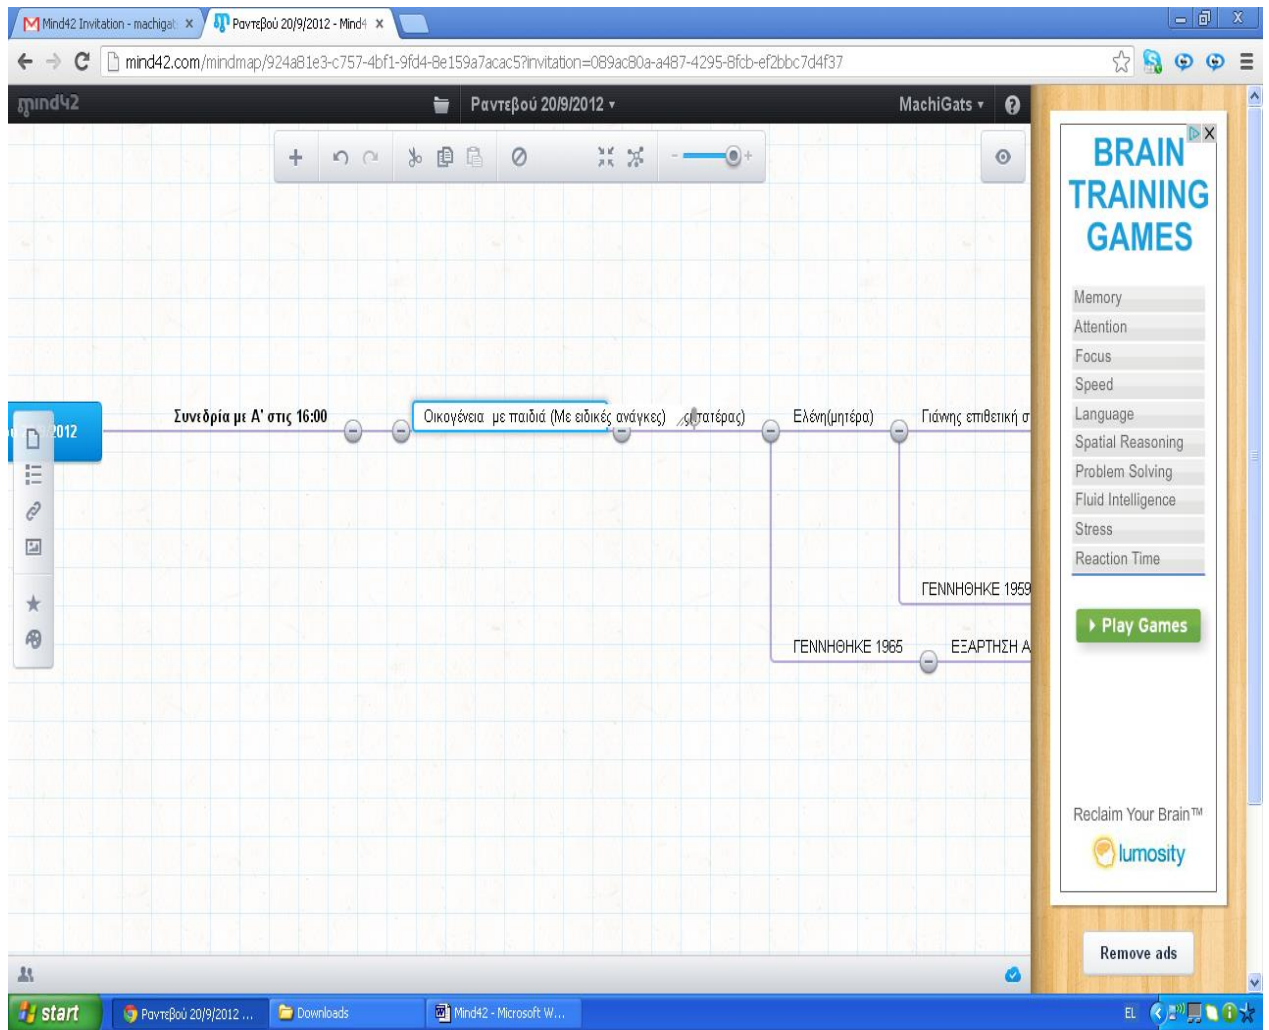 Mind42 Invitation - machigat
Ραντεβού 20/9/2012 - Mind4
mind42.com/mindmap/924a81e3-c757-4bf1-9fd4-8e159a7acac5?invitation=089ac80a-a487-4295-8fcb-ef2bbc7d4f37
mind42
Ραντεβού 20/9/2012
MachiGats
BRAIN
TRAINING
GAMES
Memory
Attention
Focus
Speed
Language
Spatial Reasoning
Problem Solving
Fluid Intelligence
Stress
Reaction Time
Play Games
Reclaim Your Brain™
lumosity
Remove ads
2012
Συνεδρία με Α' στις 16:00
Οικογένεια με παιδιά (Με ειδικές ανάγκες)
πατέρας)
Ελένη(μητέρα)
Γιάννης επιθετική σ
ΓΕΝΝΗΘΗΚΕ 1959
ΓΕΝΝΗΘΗΚΕ 1965
ΕΞΑΡΤΗΣΗ Α
start
Ραντεβού 20/9/2012 ...
Downloads
Mind42 - Microsoft W...
EL